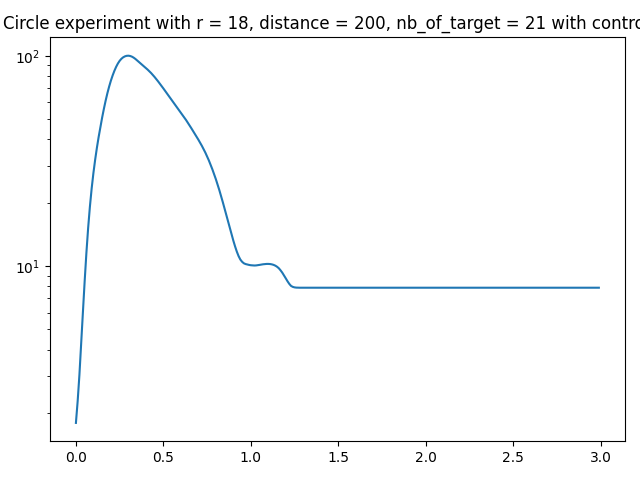 Circle experiment with r = 18, distance = 200, nb_of_target = 21 with contro
10²
10¹
0.0 0.5 1.0 1.5 2.0 2.5 3.0